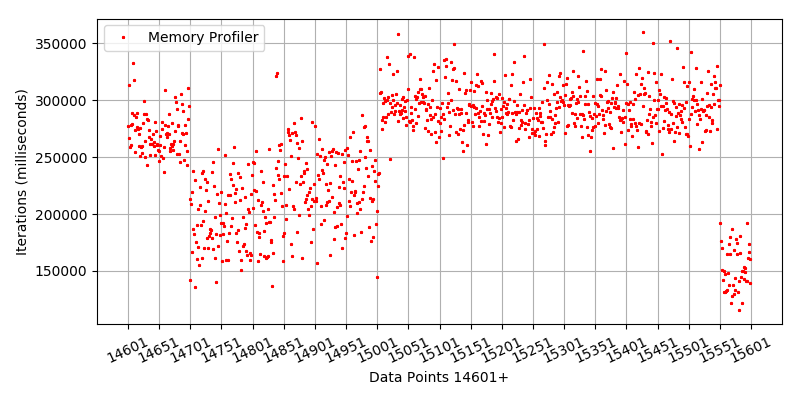 Memory Profiler
Iterations (milliseconds)
350000
300000
250000
200000
150000
14601 14651 14701 14751 14801 14851 14901 14951 15001 15051 15101 15151 15201 15251 15301 15351 15401 15451 15501 15551 15601
Data Points 14601+